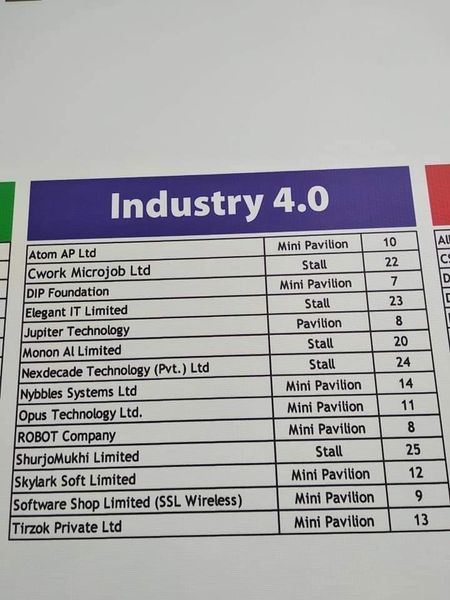 Industry 4.0
Atom AP Ltd Mini Pavilion 10
Cwork Microjob Ltd Stall 22
DIP Foundation Mini Pavilion 7
Elegant IT Limited Stall 23
Jupiter Technology Pavilion 8
Monon Al Limited Stall 20
Nexdecade Technology (Pvt.) Ltd Stall 24
Nybbles Systems Ltd Mini Pavilion 14
Opus Technology Ltd. Mini Pavilion 11
ROBOT Company Mini Pavilion 8
ShurjoMukhi Limited Stall 25
Skylark Soft Limited Mini Pavilion 12
Software Shop Limited (SSL Wireless) Mini Pavilion 9
Tirzok Private Ltd Mini Pavilion 13